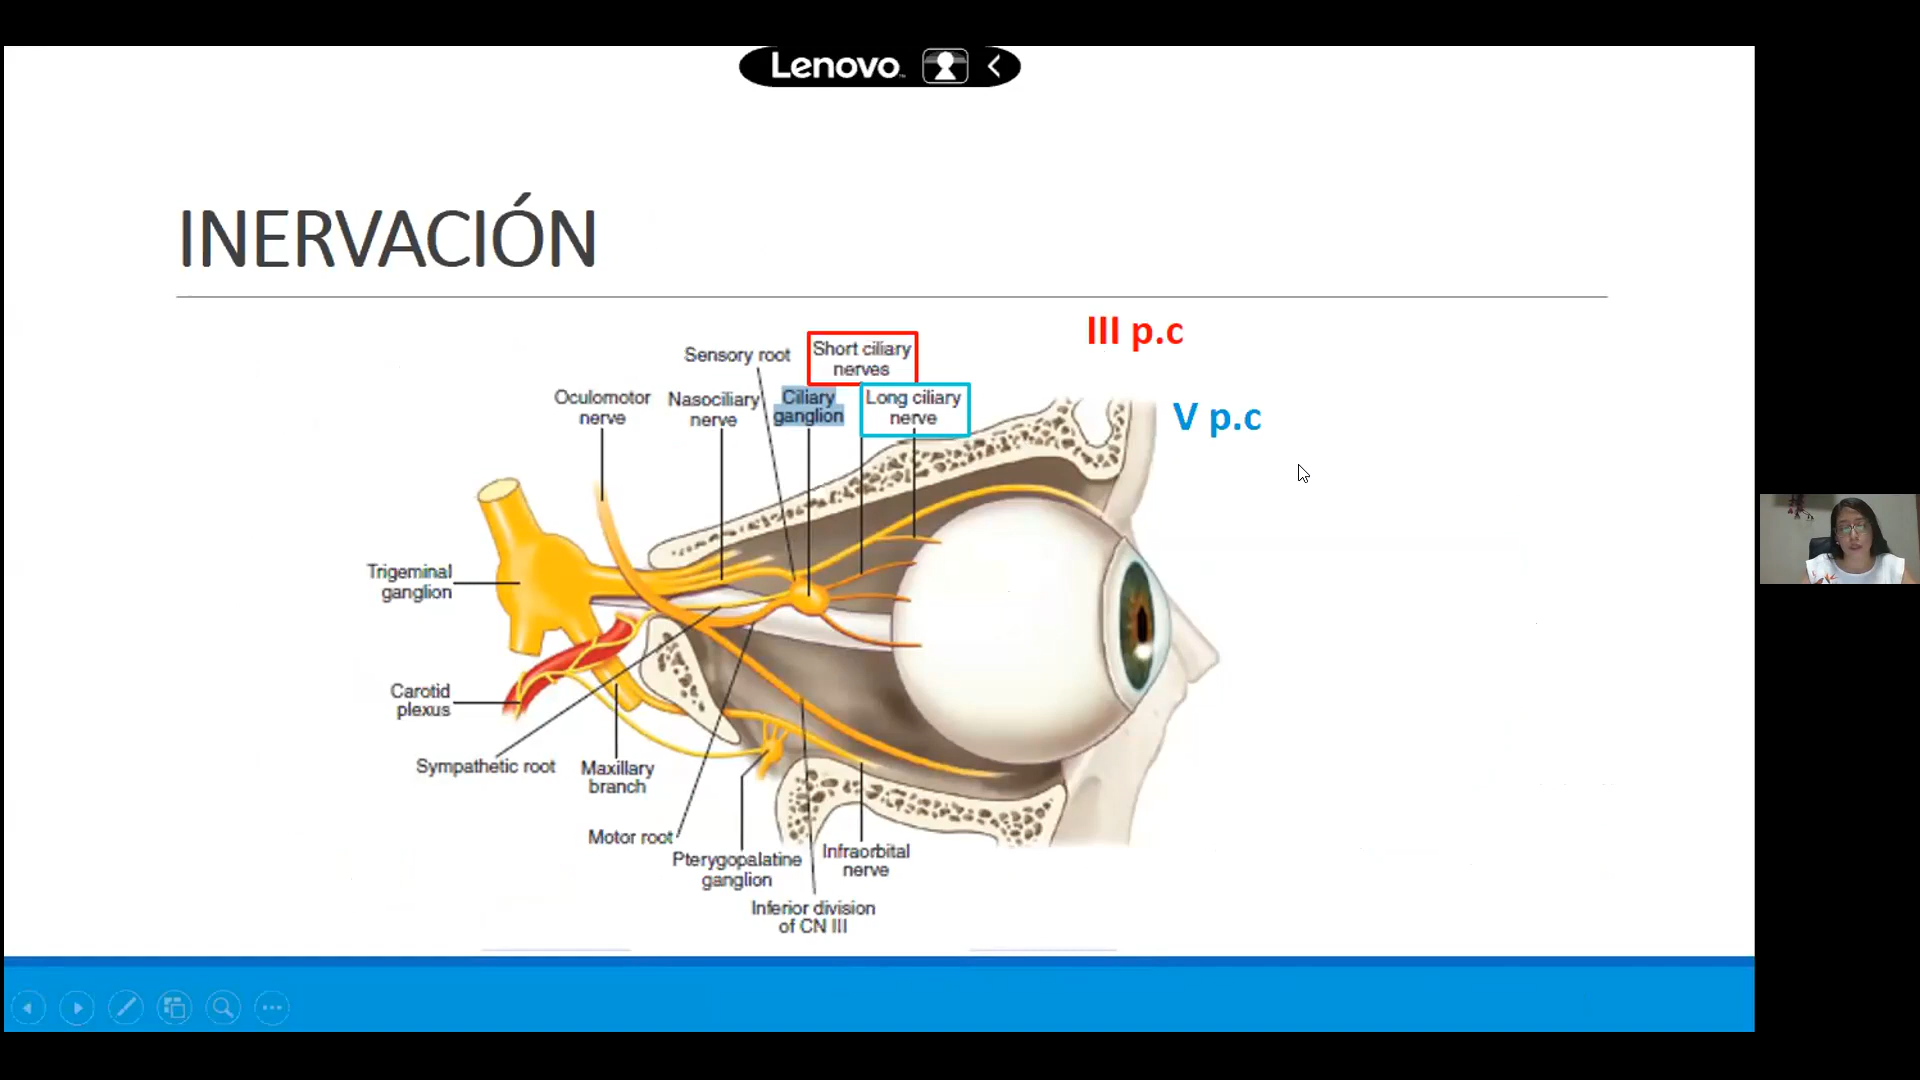 Lenovo
INERVACIÓN
III p.c
Sensory root
Short ciliary
nerves
Oculomotor
nerve
Nasociliary
nerve
Ciliary
ganglion
Long ciliary
nerve
V p.c
Trigeminal
ganglion
Carotid
plexus
Sympathetic root
Maxillary
branch
Motor root
Pterygopalatine
ganglion
Infraorbital
nerve
Inferior division
of CN III